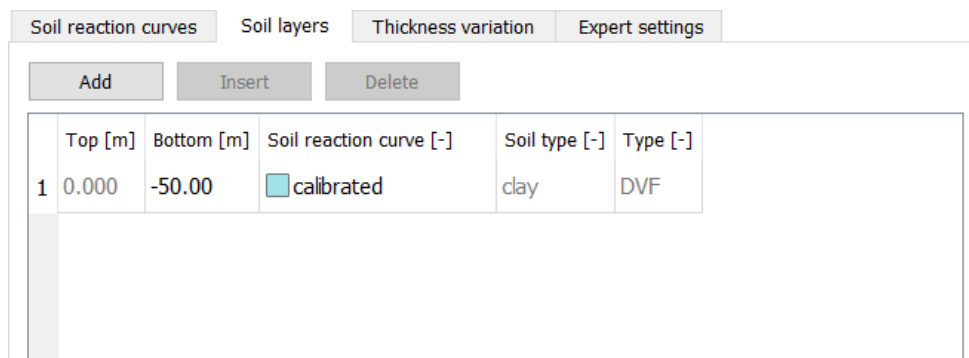 Soil reaction curves Soil layers Thickness variation Expert settings
Add Insert Delete
Top [m] Bottom [m] Soil reaction curve [-] Soil type [-] Type [-]
1 0.000 -50.00 calibrated clay DVF